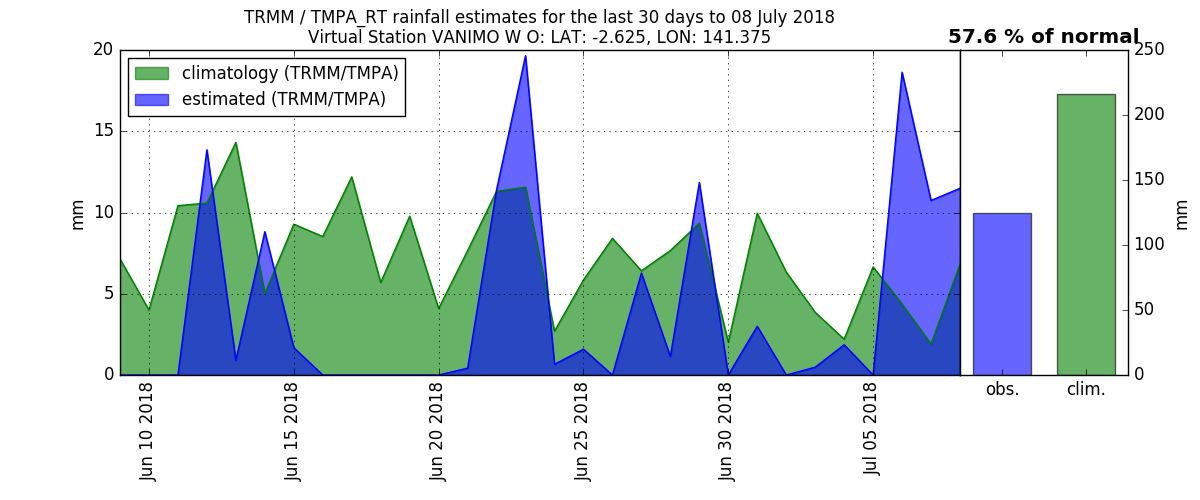 TRMM / TMPA_RT rainfall estimates for the last 30 days to 08 July 2018
Virtual Station VANIMO W O: LAT: -2.625, LON: 141.375
57.6 % of normal
climatology (TRMM/TMPA)
estimated (TRMM/TMPA)
20
15
10
5
0
mm
Jun 10 2018
Jun 15 2018
Jun 20 2018
Jun 25 2018
Jun 30 2018
Jul 05 2018
obs.
clim.
250
200
150
100
50
0
mm